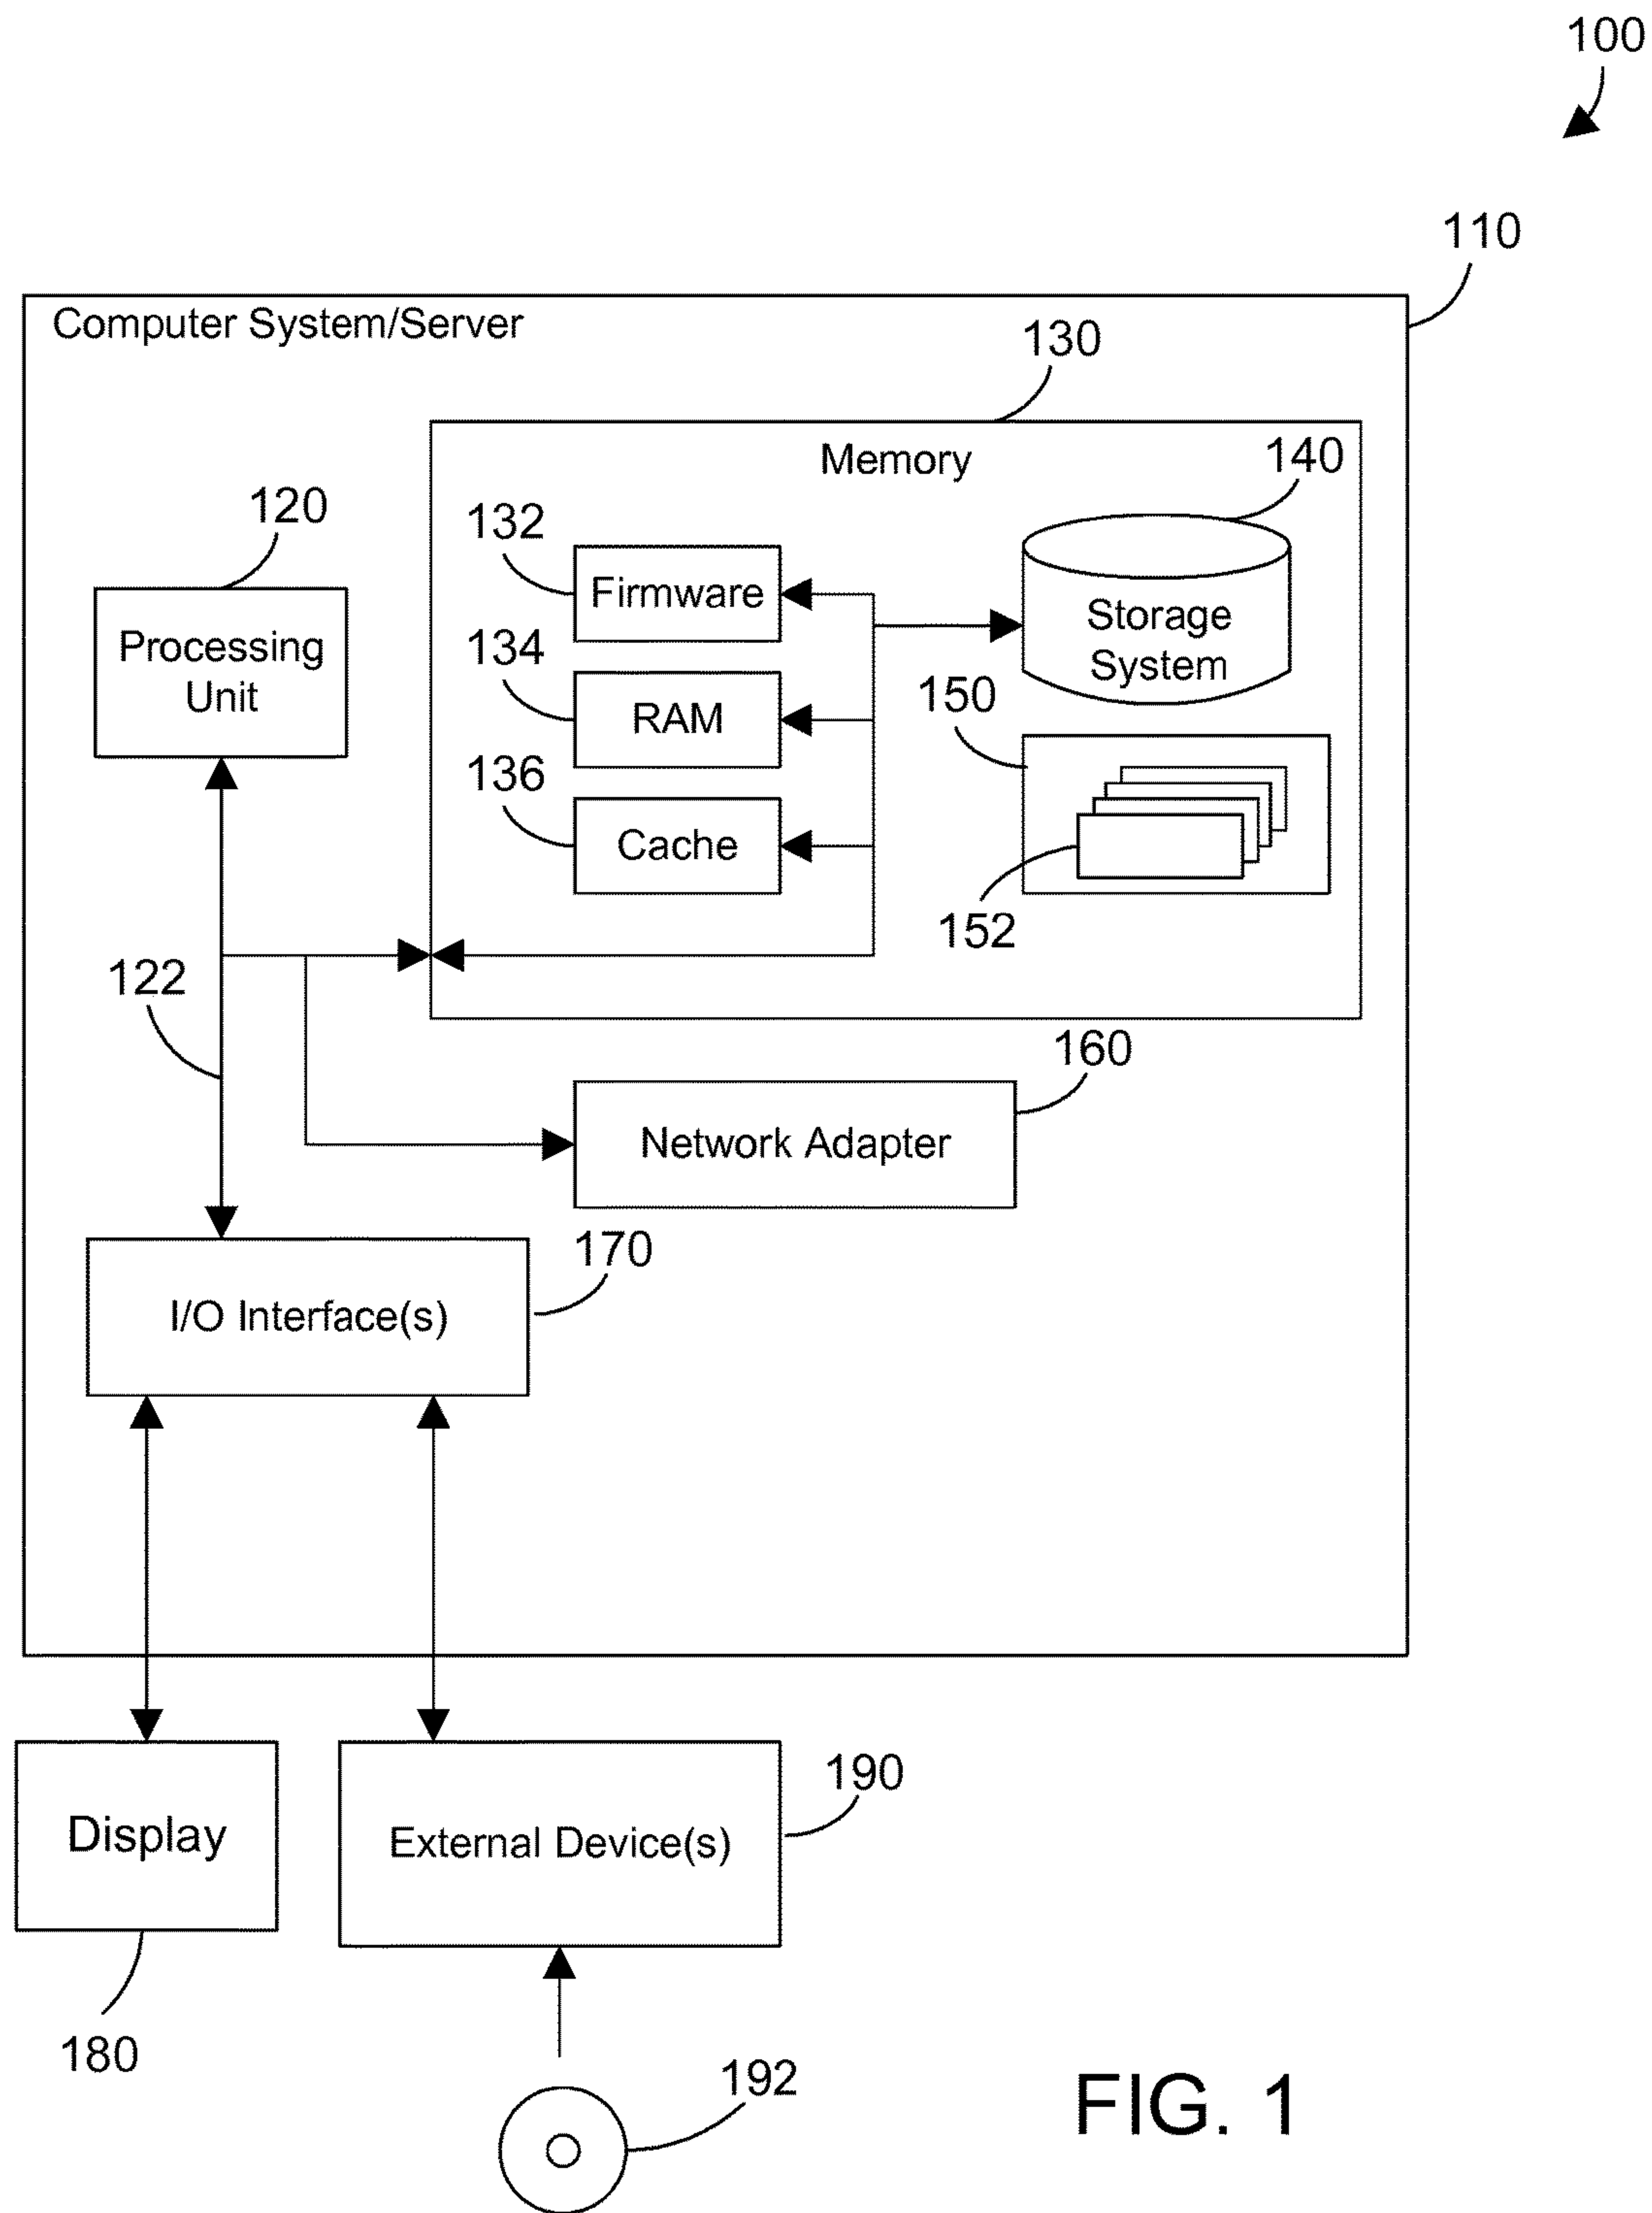 100
110
Computer System/Server
130
Memory
140
120
132
Firmware
Storage
System
Processing
Unit
134
RAM
150
136
Cache
152
122
160
Network Adapter
170
I/O Interface(s)
190
Display
External Device(s)
180
192
FIG. 1